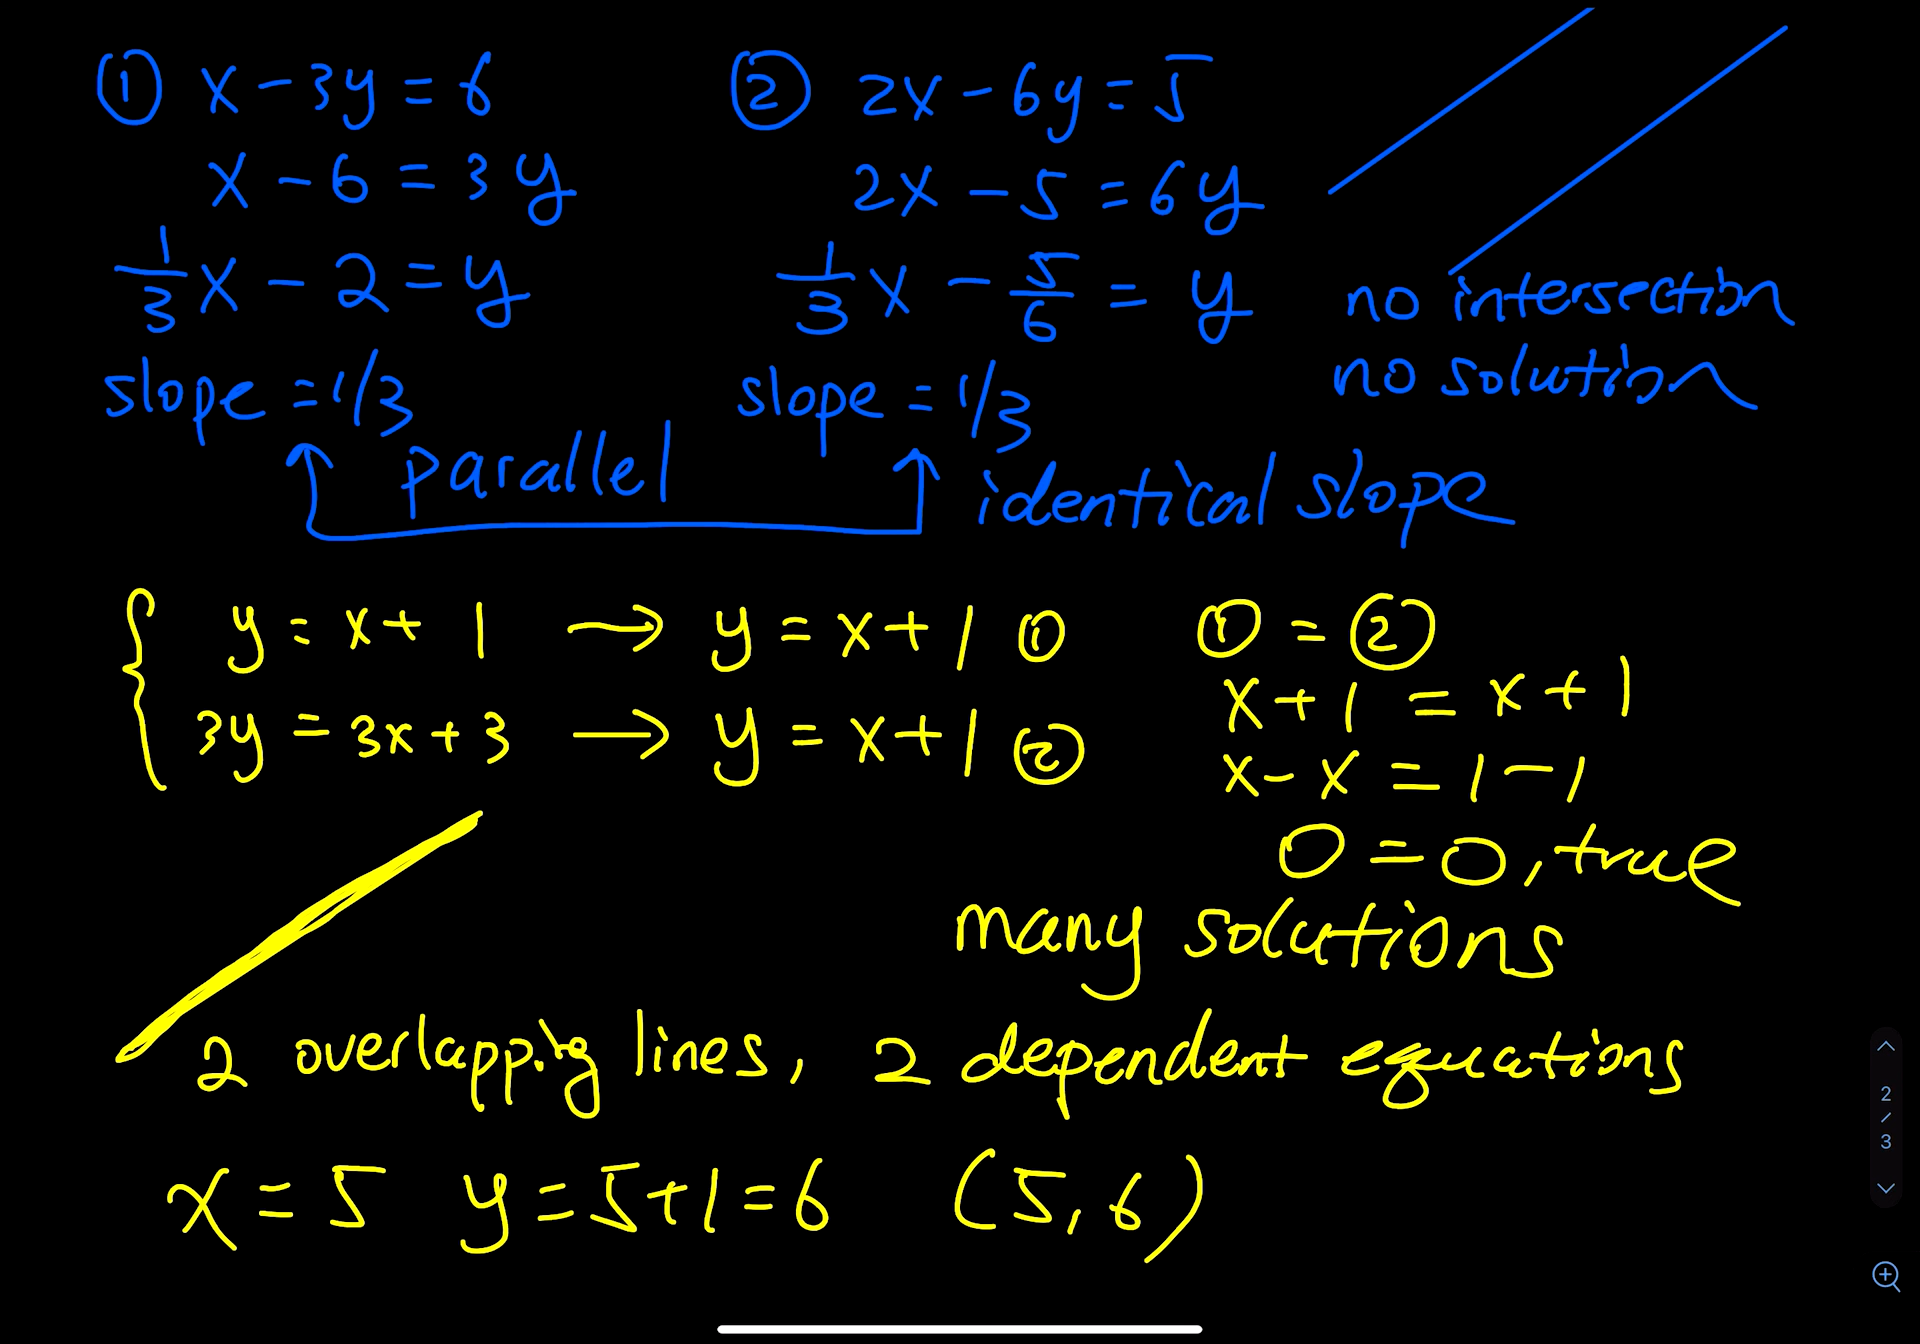 ① x - 3y = 6
x - 6 = 3y
1/3 x - 2 = y
slope = 1/3
② 2x - 6y = 5
2x - 5 = 6y
1/3 x - 5/6 = y
slope = 1/3
no intersection
no solution
parallel
identical slope
{ y = x + 1 → y = x + 1 ①
3y = 3x + 3 → y = x + 1 ②
① = ②
x + 1 = x + 1
x - x = 1 - 1
0 = 0, true
many solutions
2 overlapping lines, 2 dependent equations
x = 5 y = 5 + 1 = 6 (5, 6)
2
/
3